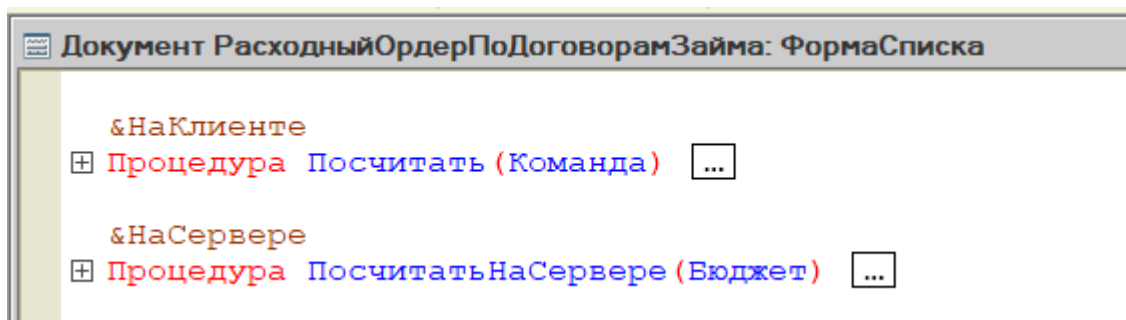 Документ РасходныйОрдерПоДоговорамЗайма: ФормаСписка
&НаКлиенте
Процедура Посчитать(Команда) ...
&НаСервере
Процедура ПосчитатьНаСервере(Бюджет) ...